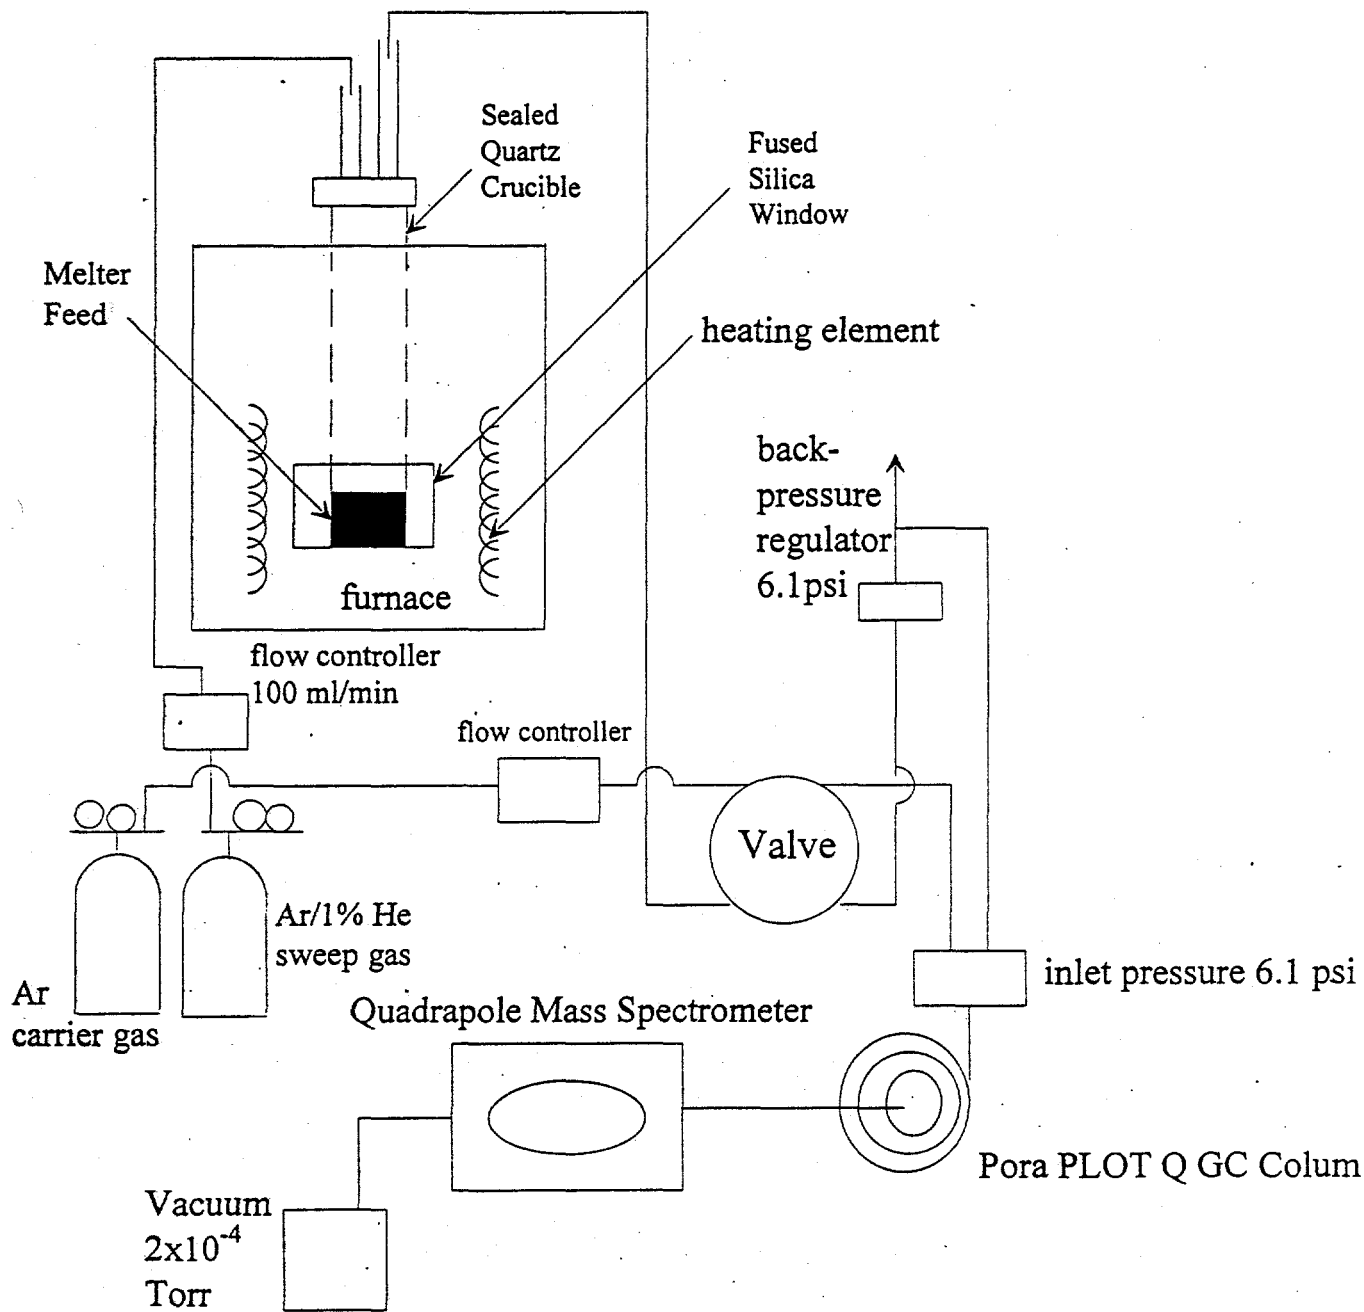 Sealed
Quartz
Crucible
Fused
Silica
Window
Melter
Feed
heating element
back-
pressure
regulator
6.1psi
furnace
flow controller
100 ml/min
flow controller
Valve
Ar/1% He
sweep gas
Ar
carrier gas
inlet pressure 6.1 psi
Quadrapole Mass Spectrometer
Pora PLOT Q GC Colum
Vacuum
2x10⁻⁴
Torr